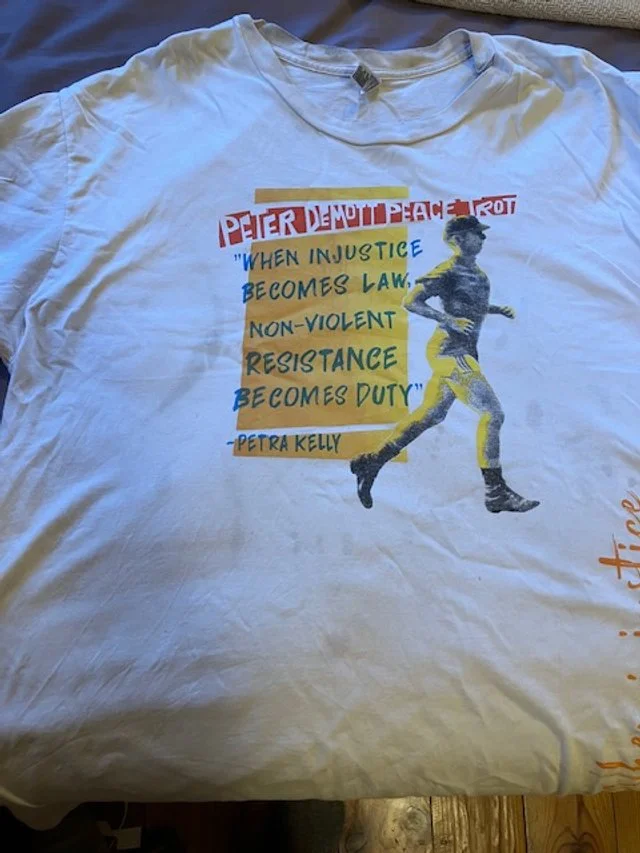 PETER DEMOTT PEACE TROT
"WHEN INJUSTICE
BECOMES LAW,
NON-VIOLENT
RESISTANCE
BECOMES DUTY"
-PETRA KELLY